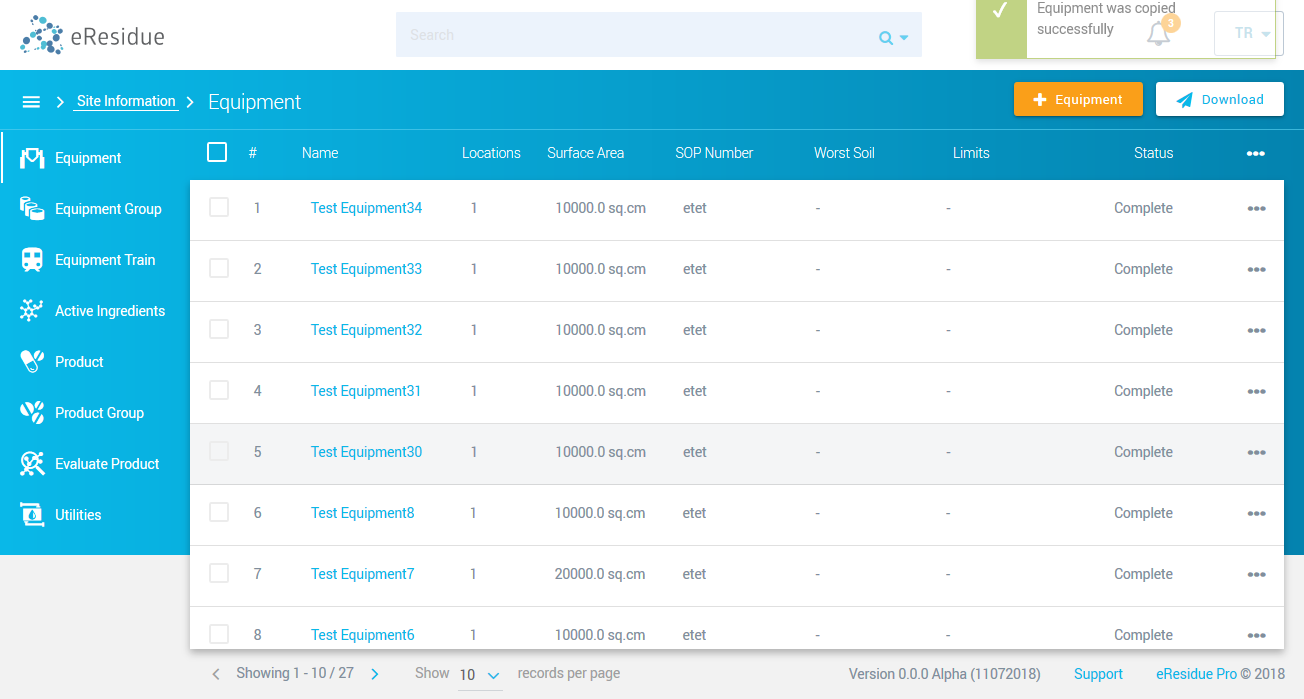 eResidue
Search
Equipment was copied
successfully
3
TR
Site Information
Equipment
Equipment
Download
Equipment
Equipment Group
Equipment Train
Active Ingredients
Product
Product Group
Evaluate Product
Utilities
# Name Locations Surface Area SOP Number Worst Soil Limits Status
1 Test Equipment34 1 10000.0 sq.cm etet - - Complete
2 Test Equipment33 1 10000.0 sq.cm etet - - Complete
3 Test Equipment32 1 10000.0 sq.cm etet - - Complete
4 Test Equipment31 1 10000.0 sq.cm etet - - Complete
5 Test Equipment30 1 10000.0 sq.cm etet - - Complete
6 Test Equipment8 1 10000.0 sq.cm etet - - Complete
7 Test Equipment7 1 20000.0 sq.cm etet - - Complete
8 Test Equipment6 1 10000.0 sq.cm etet - - Complete
Showing 1 - 10 / 27 Show 10 records per page Version 0.0.0 Alpha (11072018) Support eResidue Pro © 2018